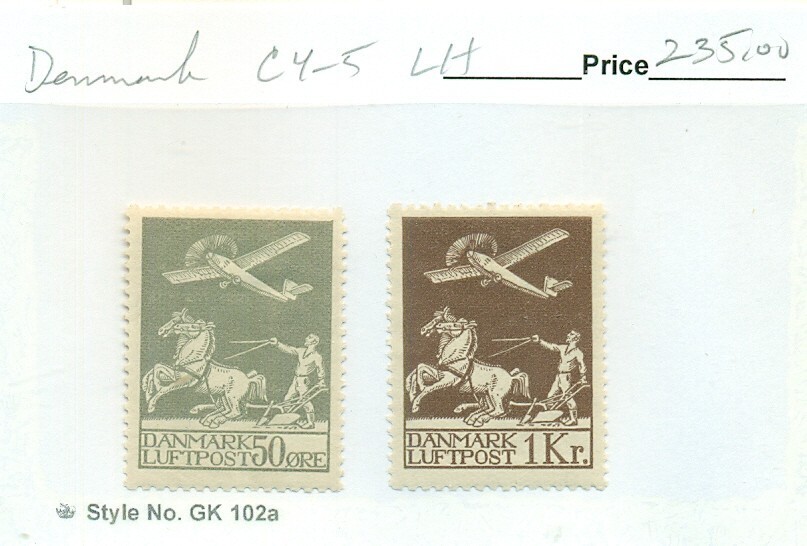 Denmark C4-5 LH Price 235.00
DANMARK
LUFTPOST 50 ØRE
DANMARK
LUFTPOST 1 Kr.
Style No. GK 102a